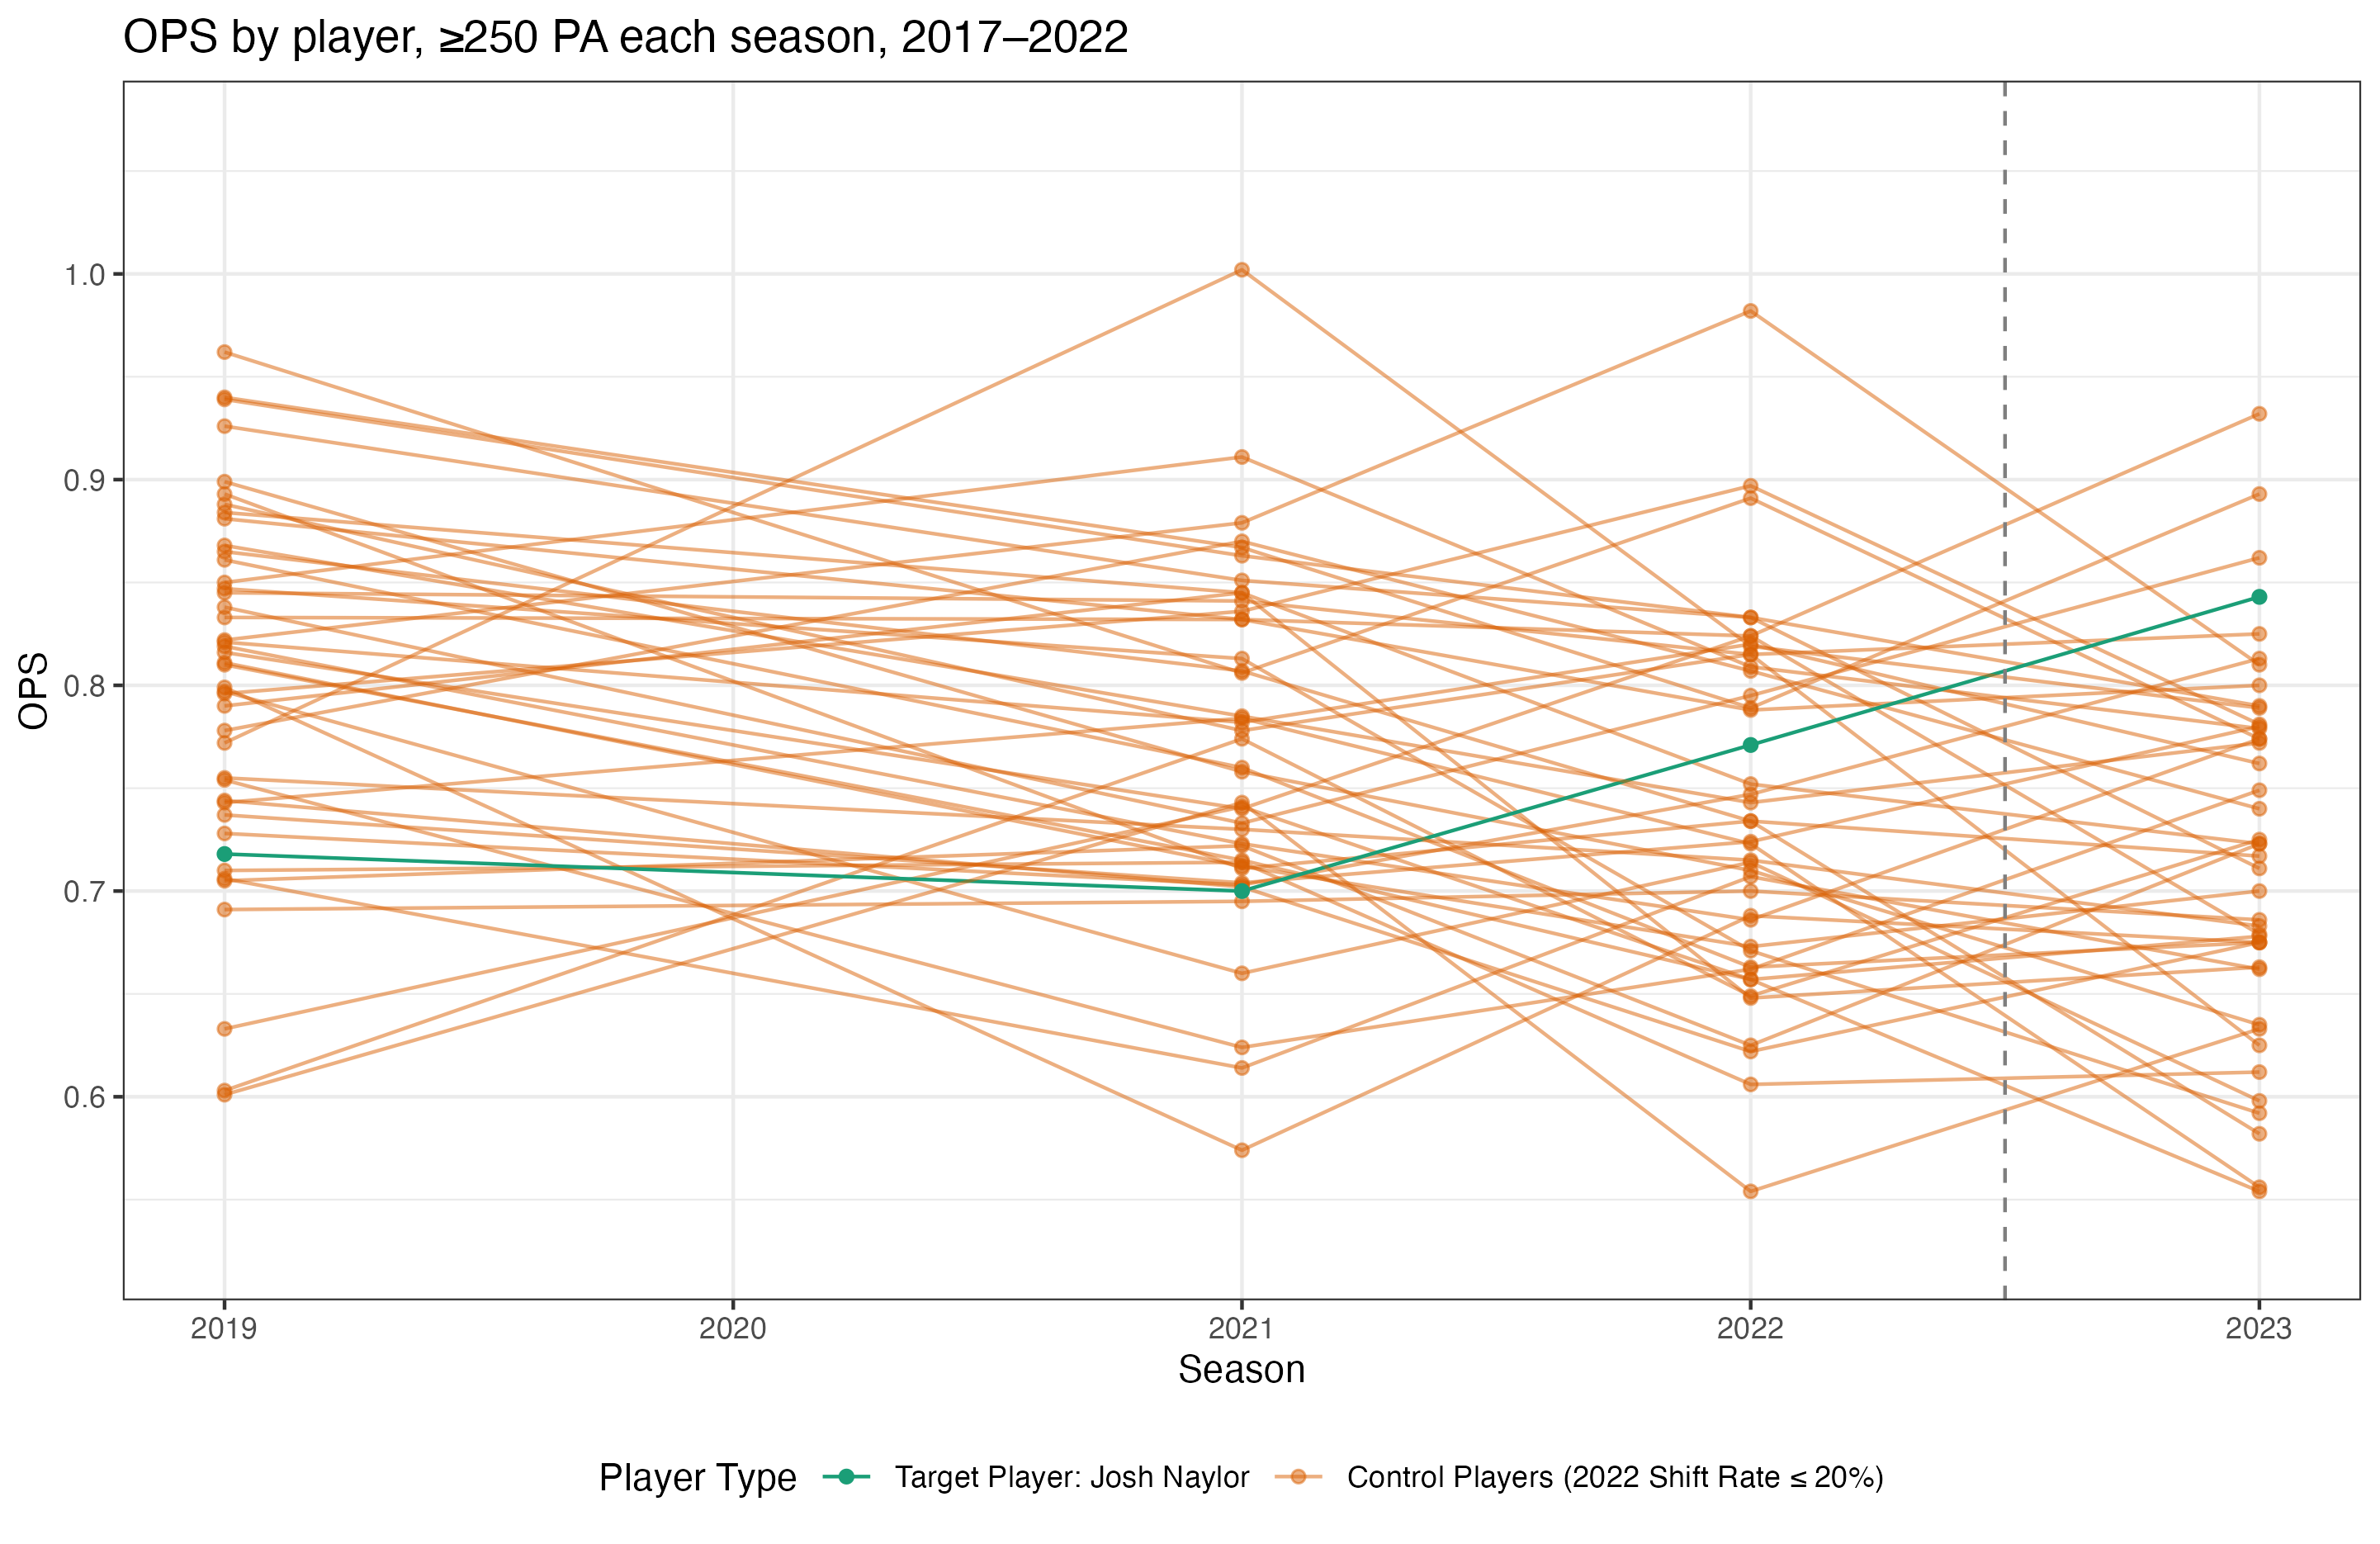 OPS by player, ≥250 PA each season, 2017–2022
OPS
1.0
0.9
0.8
0.7
0.6
2019 2020 2021 2022 2023
Season
Player Type Target Player: Josh Naylor Control Players (2022 Shift Rate ≤ 20%)